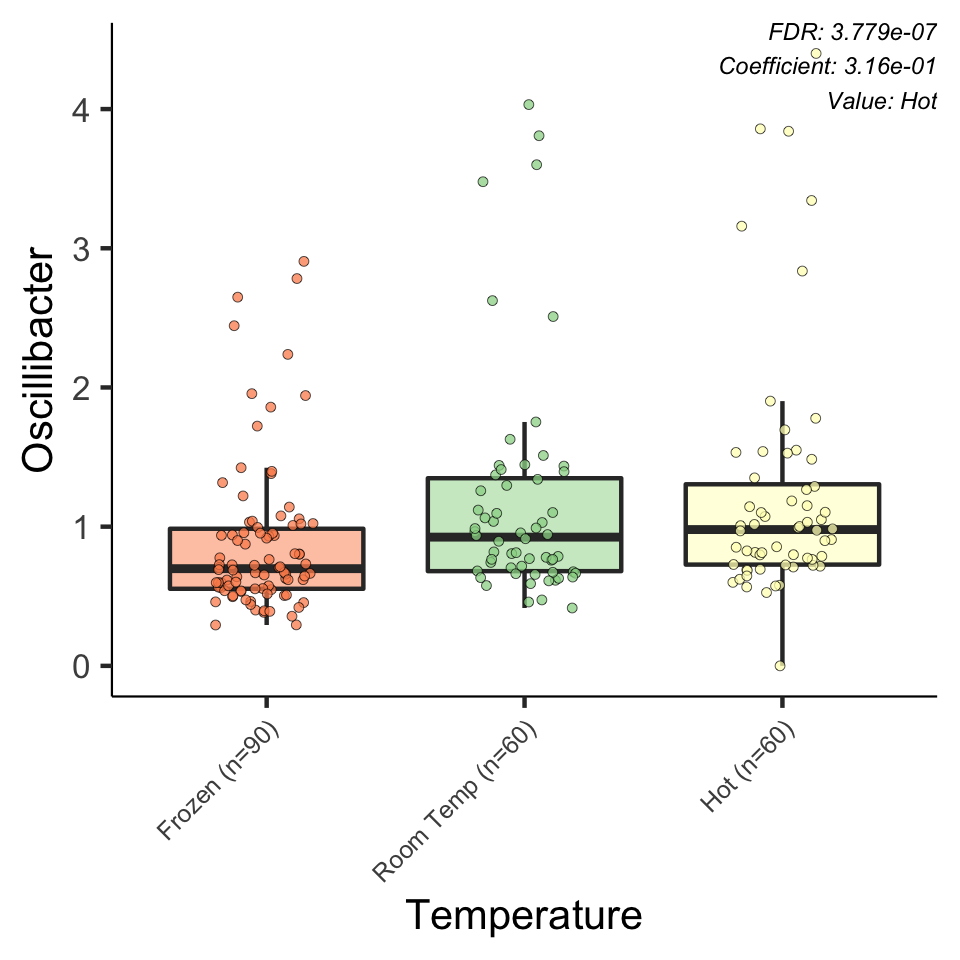 FDR: 3.779e-07
Coefficient: 3.16e-01
Value: Hot
4
3
2
1
0
Oscillibacter
Frozen (n=90)
Room Temp (n=60)
Hot (n=60)
Temperature